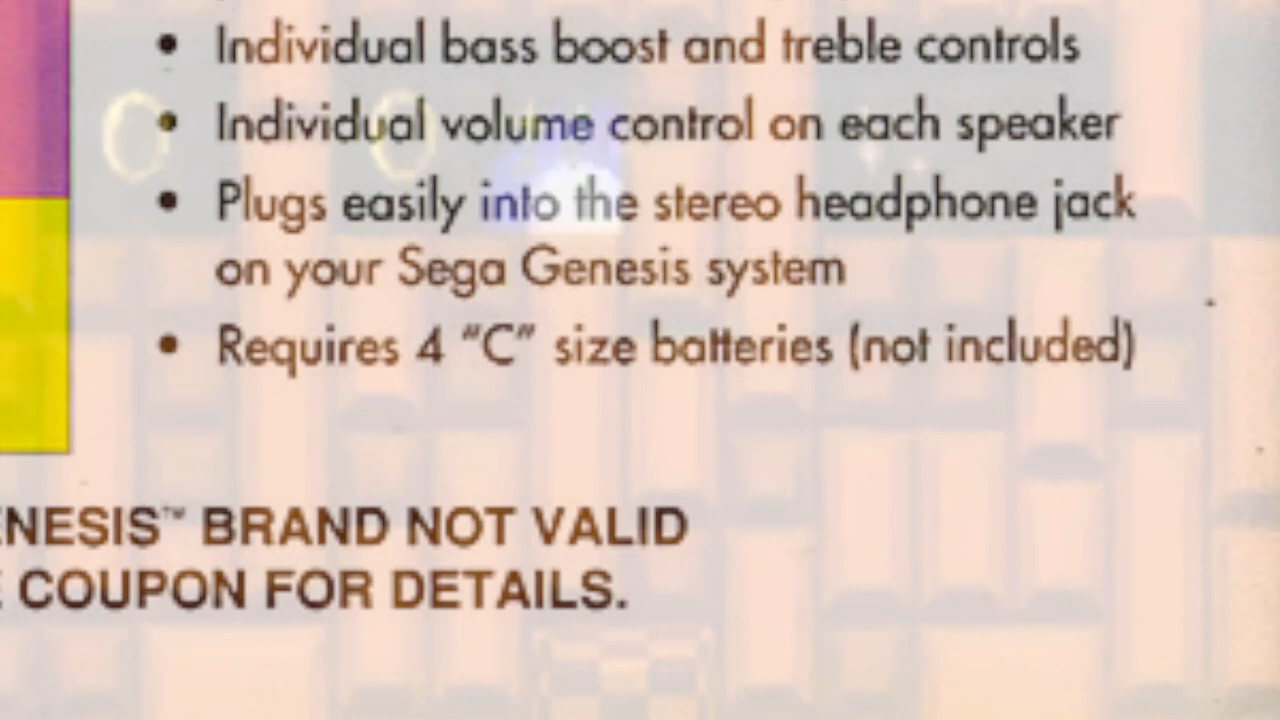 • Individual bass boost and treble controls
• Individual volume control on each speaker
• Plugs easily into the stereo headphone jack
on your Sega Genesis system
• Requires 4 “C” size batteries (not included)
ENESIS™ BRAND NOT VALID
E COUPON FOR DETAILS.